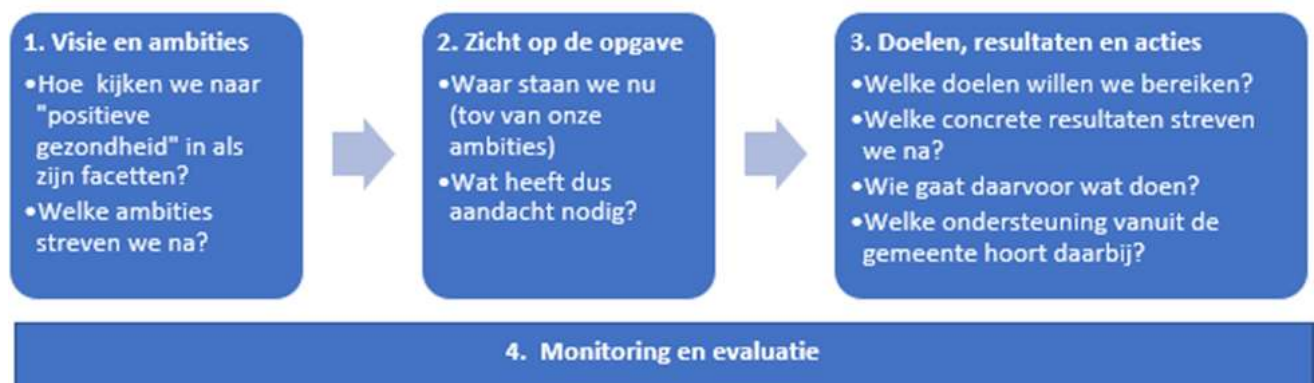 1. Visie en ambities
•Hoe kijken we naar
"positieve
gezondheid" in als
zijn facetten?
•Welke ambities
streven we na?
2. Zicht op de opgave
•Waar staan we nu
(tov van onze
ambities)
•Wat heeft dus
aandacht nodig?
3. Doelen, resultaten en acties
•Welke doelen willen we bereiken?
•Welke concrete resultaten streven
we na?
•Wie gaat daarvoor wat doen?
•Welke ondersteuning vanuit de
gemeente hoort daarbij?
4. Monitoring en evaluatie